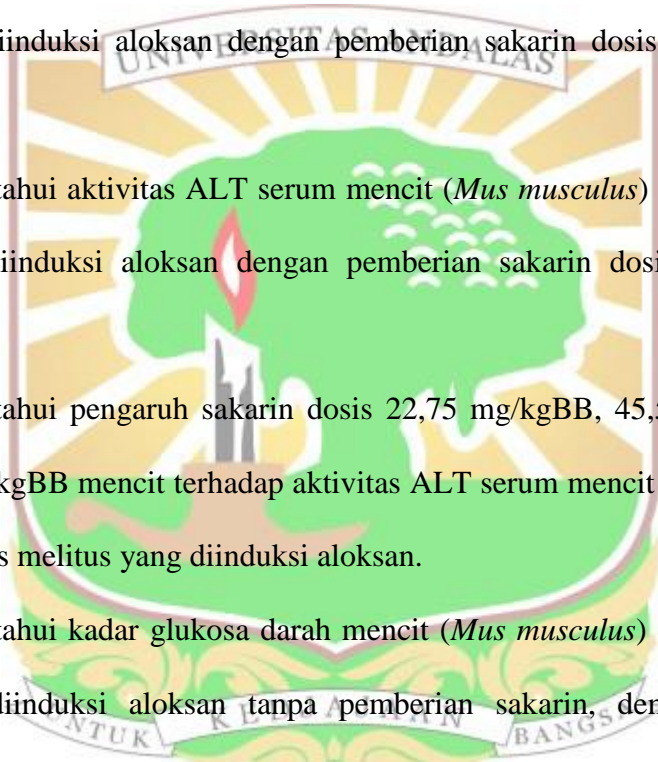 iinduksi aloksan dengan pemberian sakarin dosis
UNIVERSITAS ANDALAS
tahui aktivitas ALT serum mencit (Mus musculus)
iinduksi aloksan dengan pemberian sakarin dosi
tahui pengaruh sakarin dosis 22,75 mg/kgBB, 45,
kgBB mencit terhadap aktivitas ALT serum mencit
s melitus yang diinduksi aloksan.
tahui kadar glukosa darah mencit (Mus musculus)
diinduksi aloksan tanpa pemberian sakarin, den
UNTUK KEDJAJAAN BANGSA